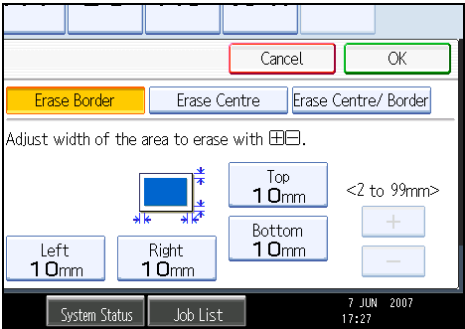 Cancel OK
Erase Border Erase Centre Erase Centre/ Border
Adjust width of the area to erase with ⊞⊟.
Top
10mm
<2 to 99mm>
+
Bottom
10mm
−
Left
10mm
Right
10mm
System Status Job List
7 JUN 2007
17:27